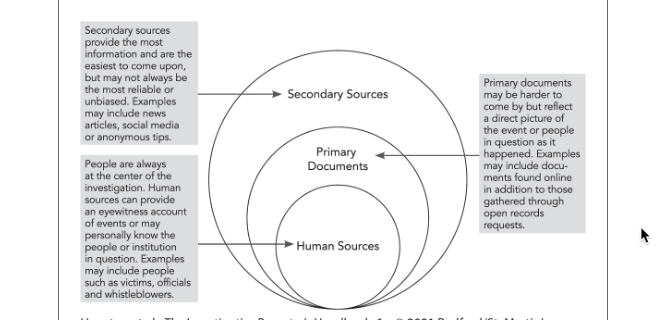 Secondary sources
provide the most
information and are the
easiest to come upon,
but may not always be
the most reliable or
unbiased. Examples
may include news
articles, social media
or anonymous tips.
People are always
at the center of the
investigation. Human
sources can provide
an eyewitness account
of events or may
personally know the
people or institution
in question. Examples
may include people
such as victims, officials
and whistleblowers.
Secondary Sources
Primary
Documents
Human Sources
Primary documents
may be harder to
come by but reflect
a direct picture of
the event or people
in question as it
happened. Examples
may include docu-
ments found online
in addition to those
gathered through
open records
requests.